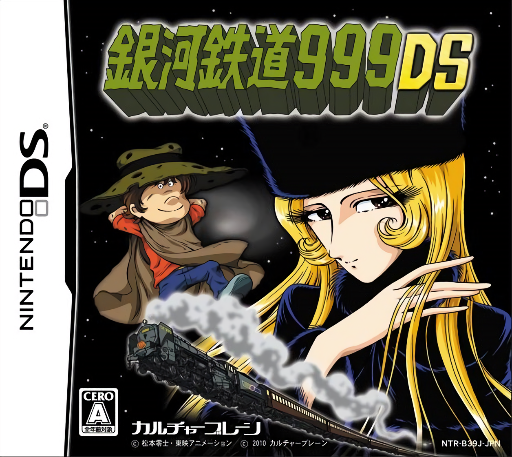 銀河鉄道999DS
NINTENDO DS®
CERO
A
全年齢対象
カルチャーブレーン
© 松本零士・東映アニメーション © 2010 カルチャーブレーン
NTR-B39J-JPN